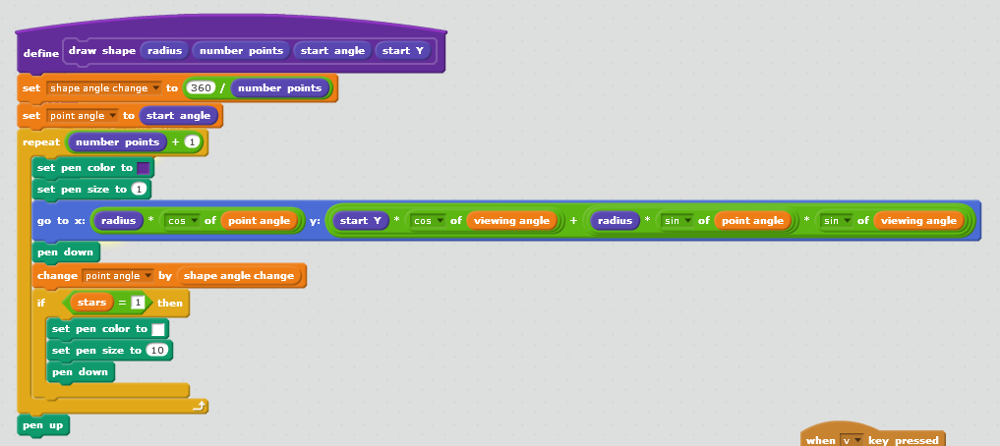 define draw shape radius number points start angle start Y
set shape angle change to 360 / number points
set point angle to start angle
repeat number points + 1
set pen color to
set pen size to 1
go to x: radius * cos of point angle y: start Y * cos of viewing angle + radius * sin of point angle * sin of viewing angle
pen down
change point angle by shape angle change
if stars = 1 then
set pen color to
set pen size to 10
pen down
pen up
when v key pressed